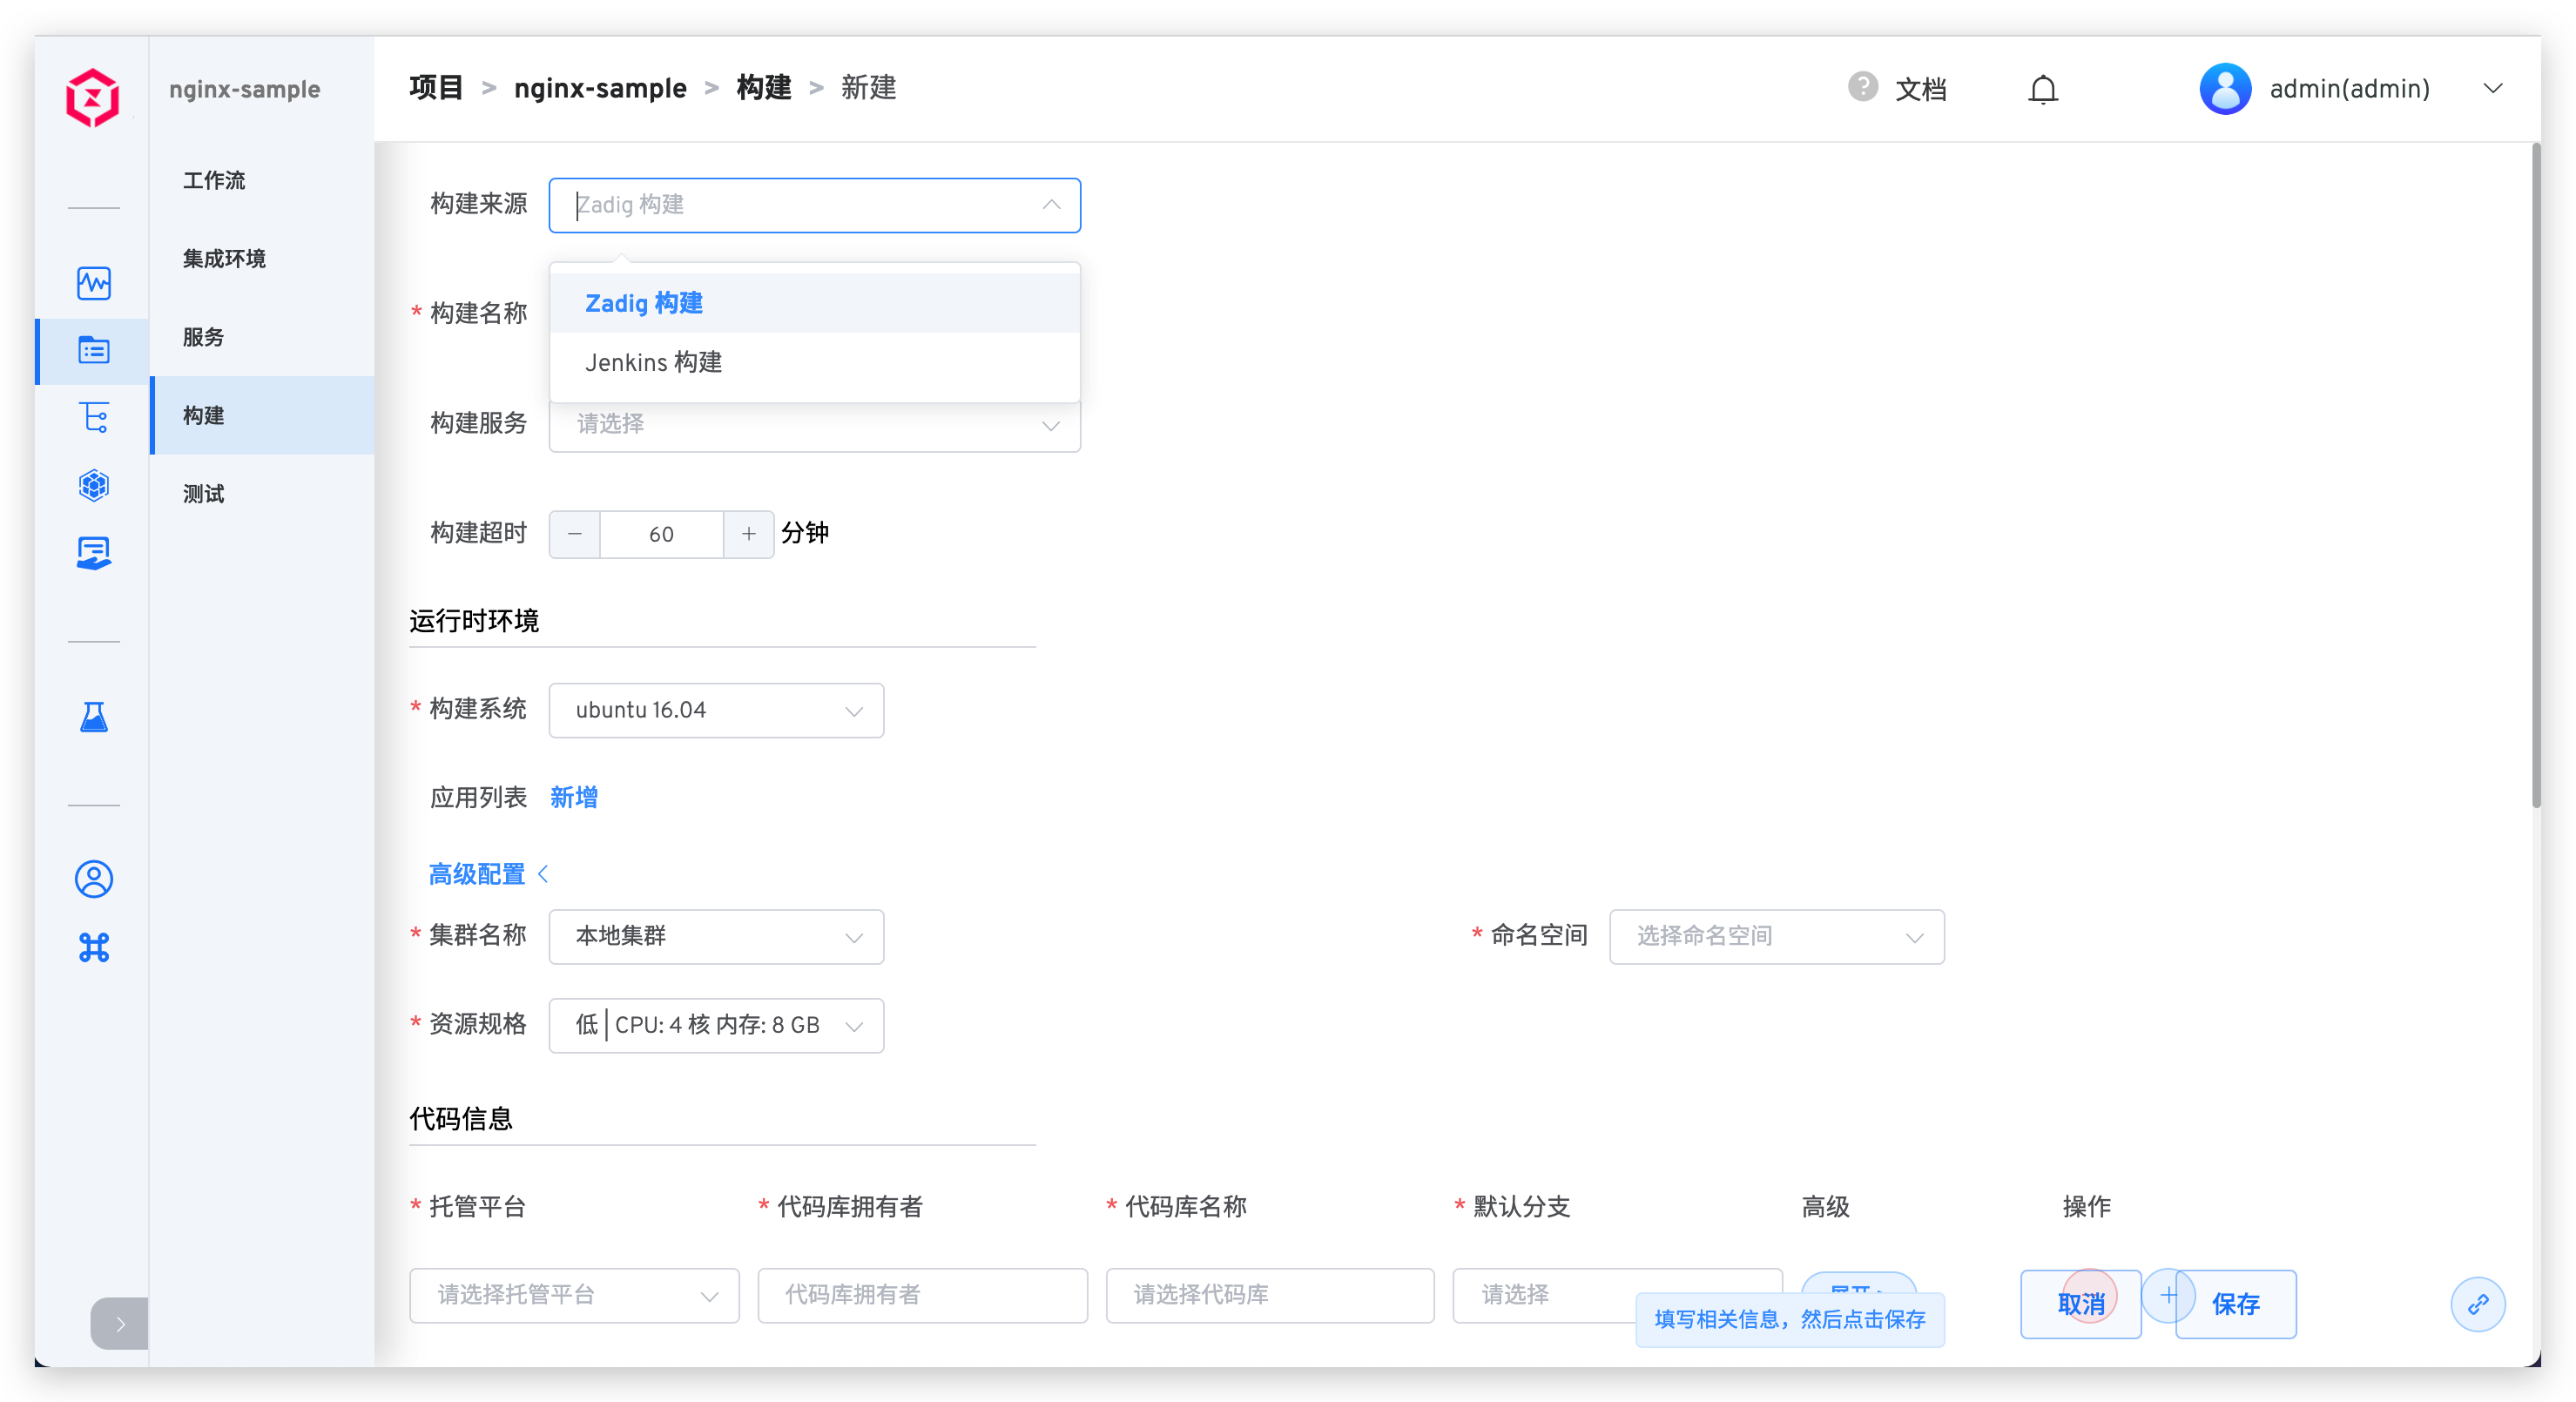 nginx-sample
项目 > nginx-sample > 构建 > 新建
? 文档
admin(admin)
工作流
集成环境
服务
构建
测试
构建来源 Zadig 构建
Zadig 构建
Jenkins 构建
* 构建名称
构建服务 请选择
构建超时 − 60 + 分钟
运行时环境
* 构建系统 ubuntu 16.04
应用列表 新增
高级配置 <
* 集群名称 本地集群 * 命名空间 选择命名空间
* 资源规格 低 | CPU: 4 核 内存: 8 GB
代码信息
* 托管平台 * 代码库拥有者 * 代码库名称 * 默认分支 高级 操作
请选择托管平台 代码库拥有者 请选择代码库 请选择
填写相关信息，然后点击保存
取消 + 保存